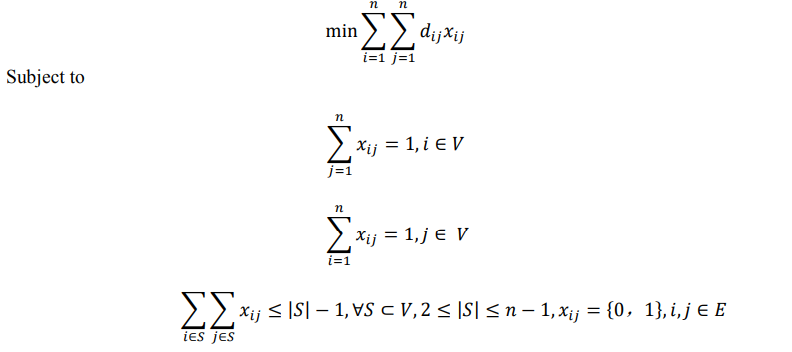 min ∑_{i=1}^{n} ∑_{j=1}^{n} d_{ij}x_{ij}
Subject to
∑_{j=1}^{n} x_{ij} = 1, i ∈ V
∑_{i=1}^{n} x_{ij} = 1, j ∈ V
∑_{i∈S} ∑_{j∈S} x_{ij} ≤ |S| − 1, ∀S ⊂ V, 2 ≤ |S| ≤ n − 1, x_{ij} = {0，1}, i, j ∈ E